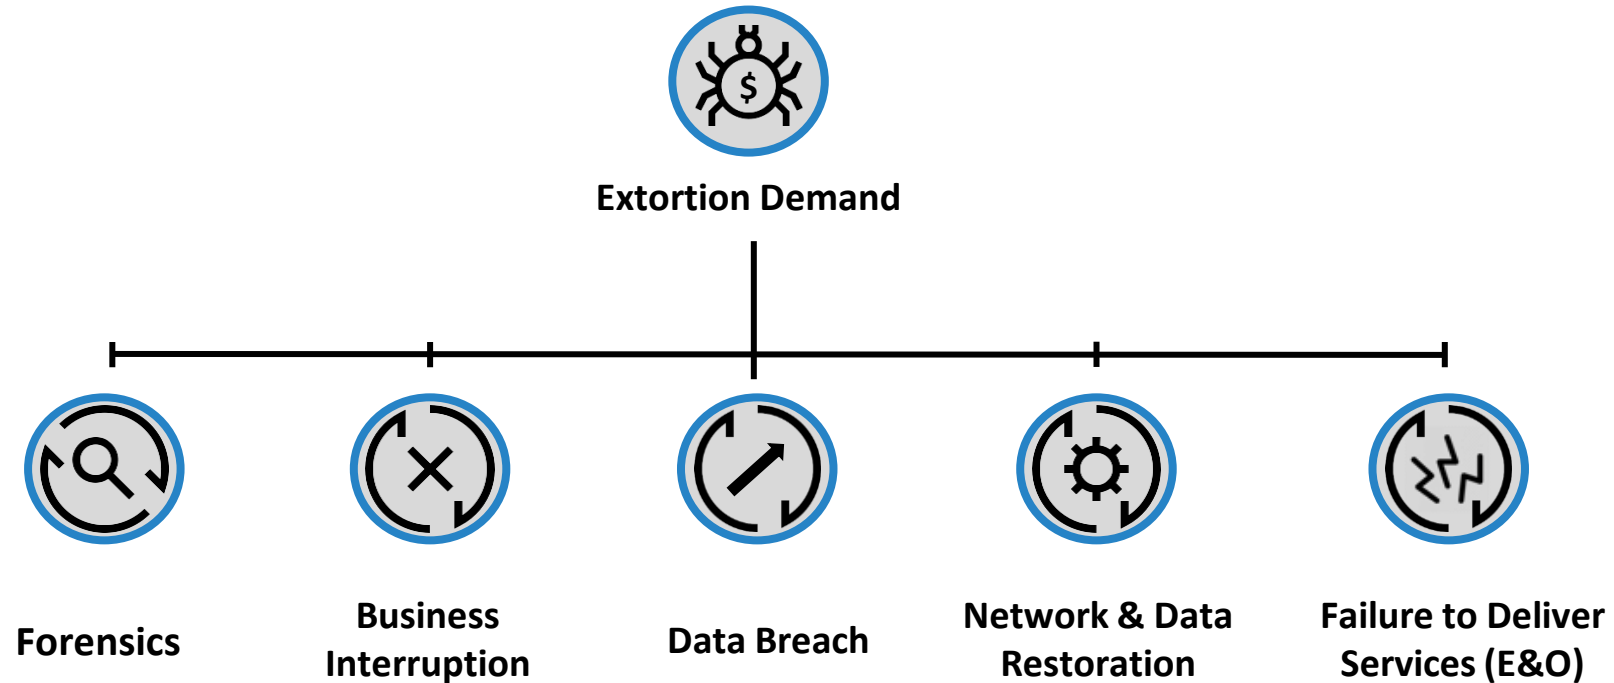 $
Extortion Demand
Forensics
Business
Interruption
Data Breach
Network & Data
Restoration
Failure to Deliver
Services (E&O)